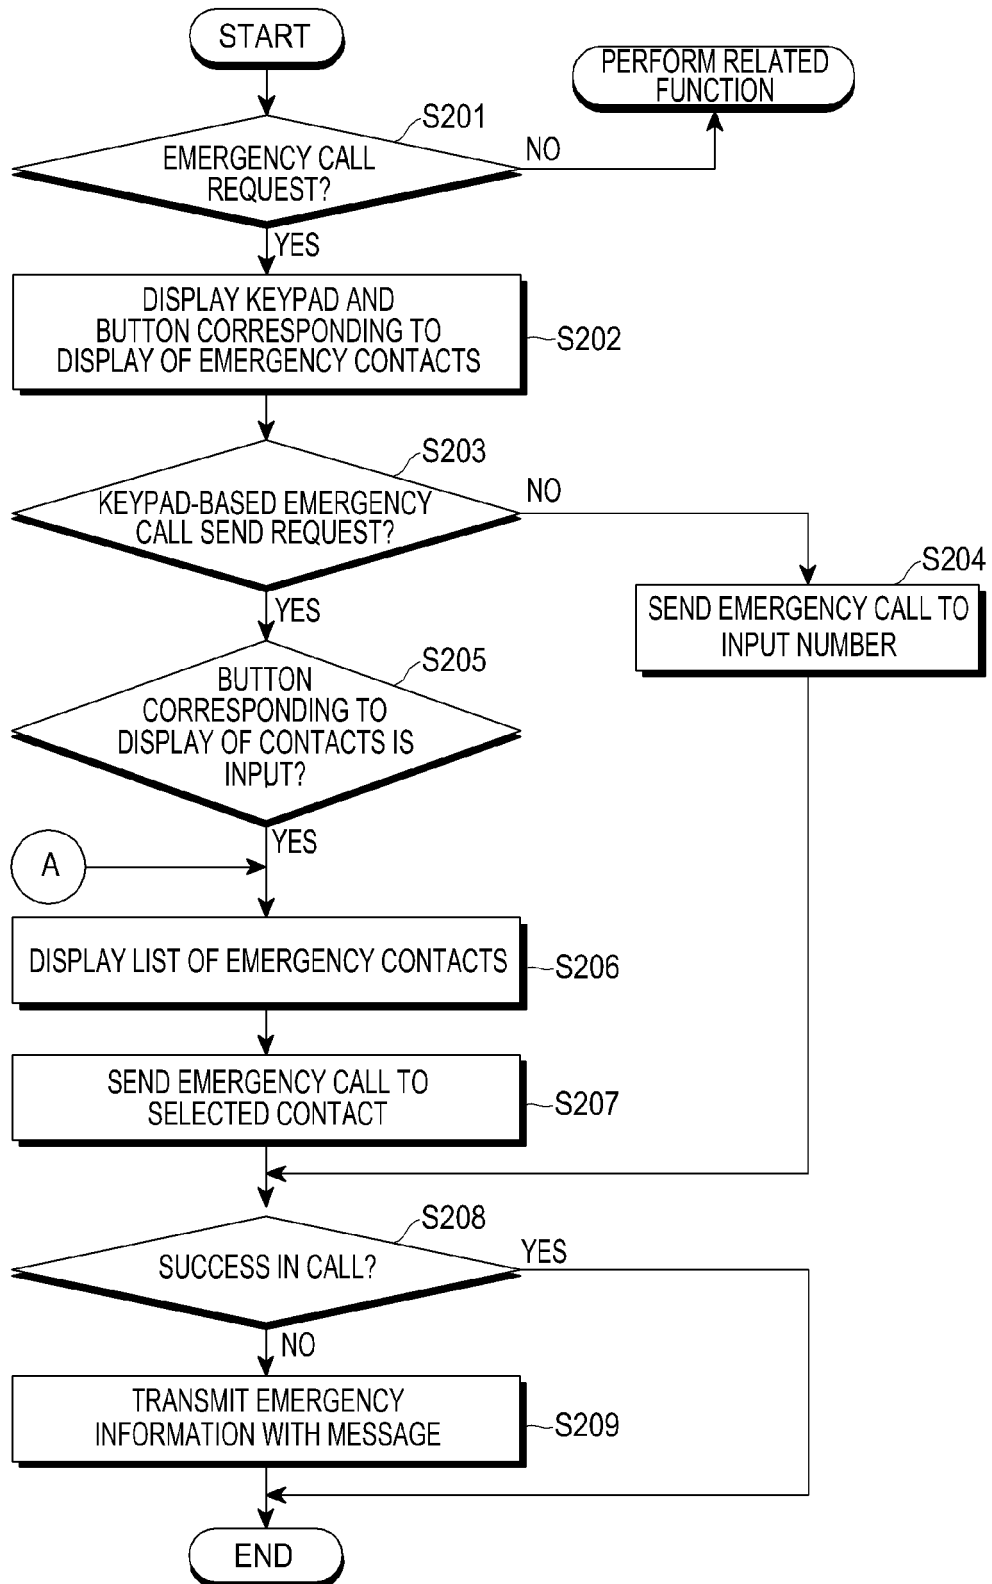 START
PERFORM RELATED
FUNCTION
S201
EMERGENCY CALL
REQUEST?
NO
YES
DISPLAY KEYPAD AND
BUTTON CORRESPONDING TO
DISPLAY OF EMERGENCY CONTACTS
S202
S203
KEYPAD-BASED EMERGENCY
CALL SEND REQUEST?
NO
YES
S204
SEND EMERGENCY CALL TO
INPUT NUMBER
S205
BUTTON
CORRESPONDING TO
DISPLAY OF CONTACTS IS
INPUT?
YES
A
DISPLAY LIST OF EMERGENCY CONTACTS
S206
SEND EMERGENCY CALL TO
SELECTED CONTACT
S207
S208
SUCCESS IN CALL?
YES
NO
TRANSMIT EMERGENCY
INFORMATION WITH MESSAGE
S209
END